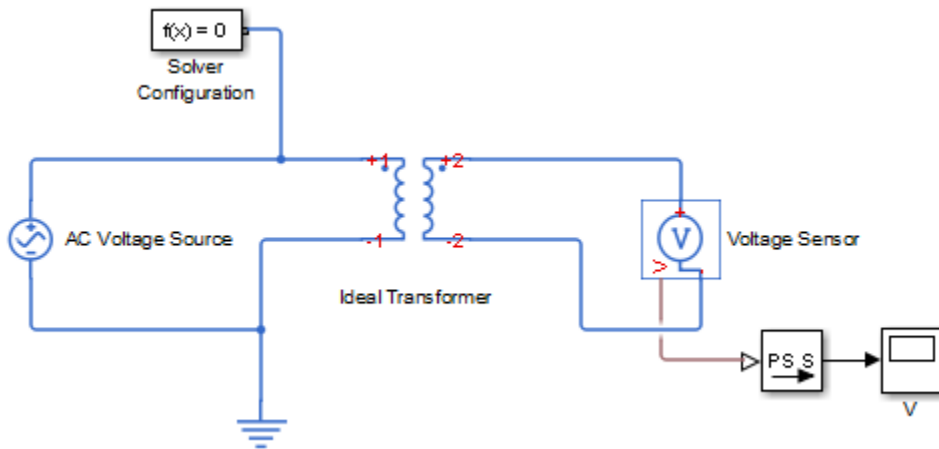 f(x) = 0
Solver
Configuration
+1
+2
AC Voltage Source
+
V
Voltage Sensor
V
-1
-2
-
Ideal Transformer
PS S
V